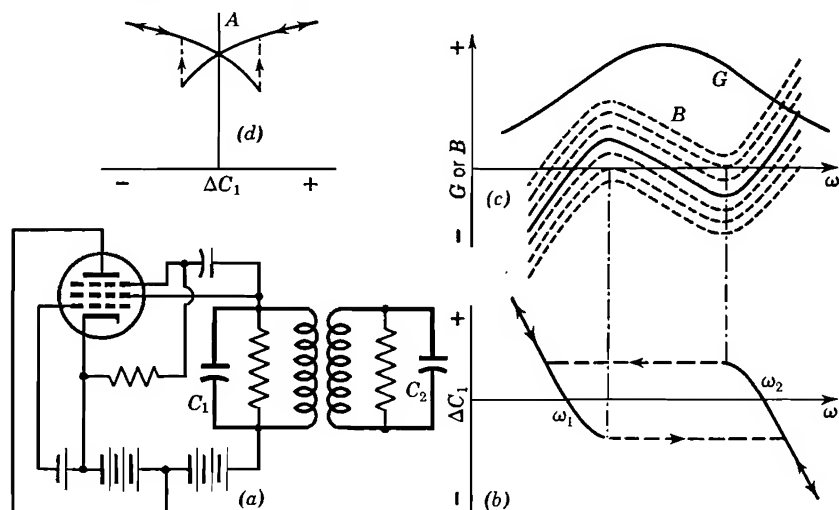 A
(d)
− ΔC₁ +
+
G or B
−
G
B
ω
(c)
C₁
C₂
(a)
+
ΔC₁
−
ω₁
ω₂
ω
(b)